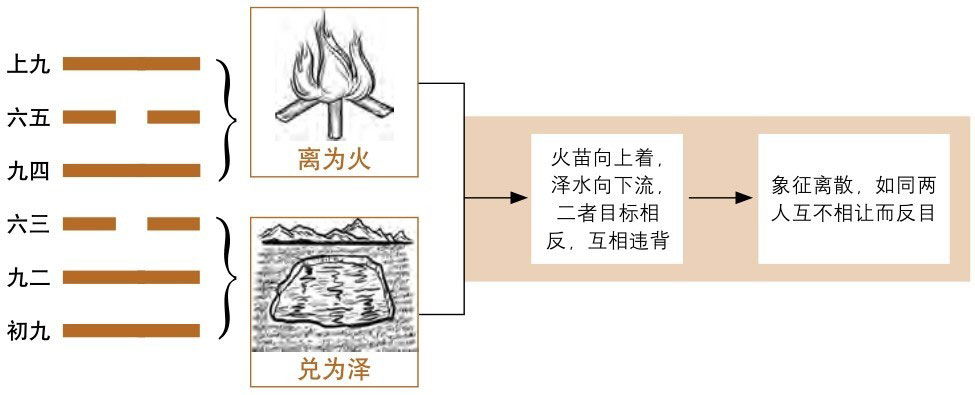 上九
六五
九四
六三
九二
初九
离为火
兑为泽
火苗向上着，
泽水向下流，
二者目标相
反，互相违背
象征离散，如同两
人互不相让而反目